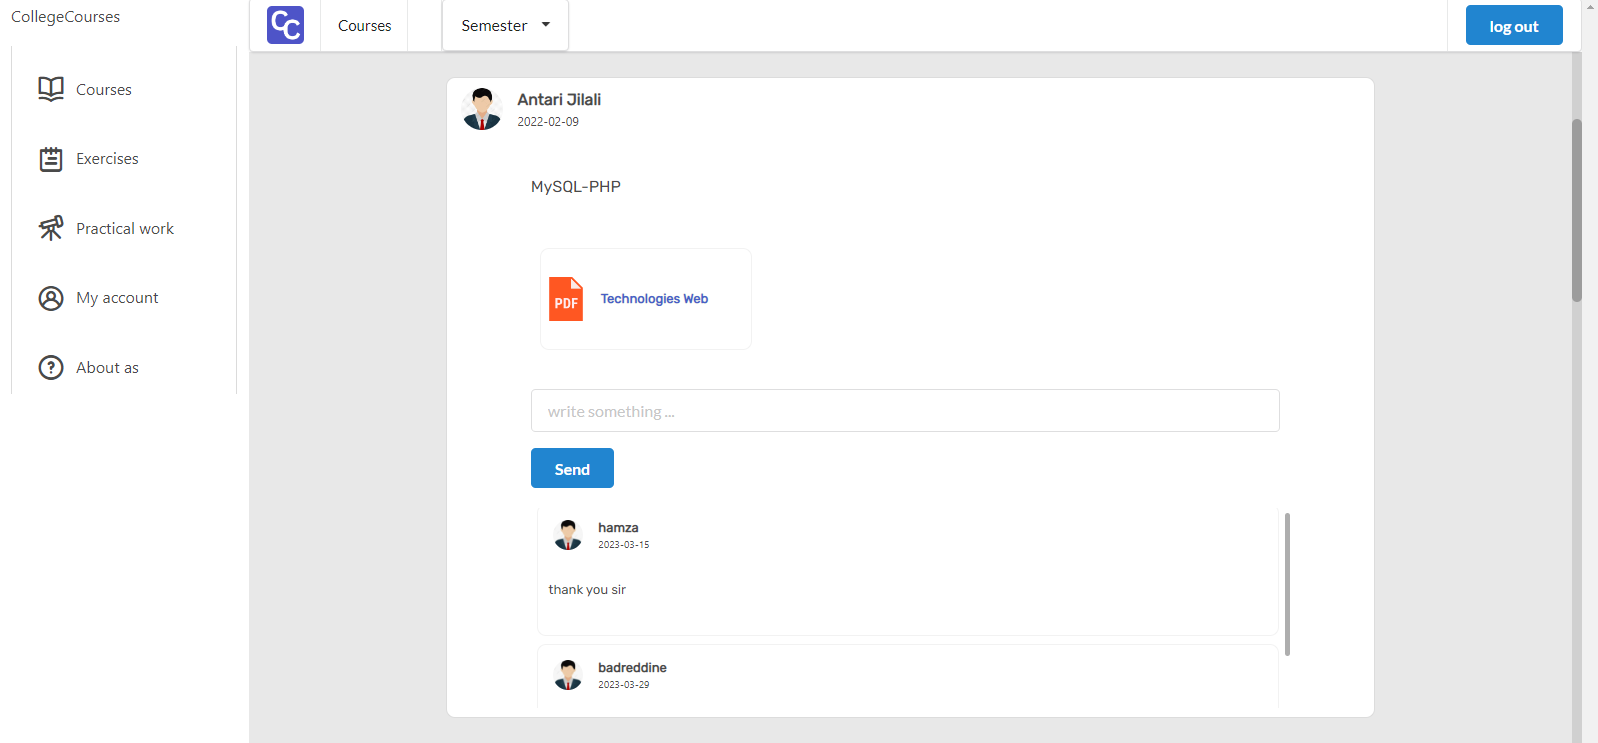 CollegeCourses
Courses
Exercises
Practical work
My account
About as
CC
Courses
Semester
log out
Antari Jilali
2022-02-09
MySQL-PHP
PDF
Technologies Web
write something ...
Send
hamza
2023-03-15
thank you sir
badreddine
2023-03-29